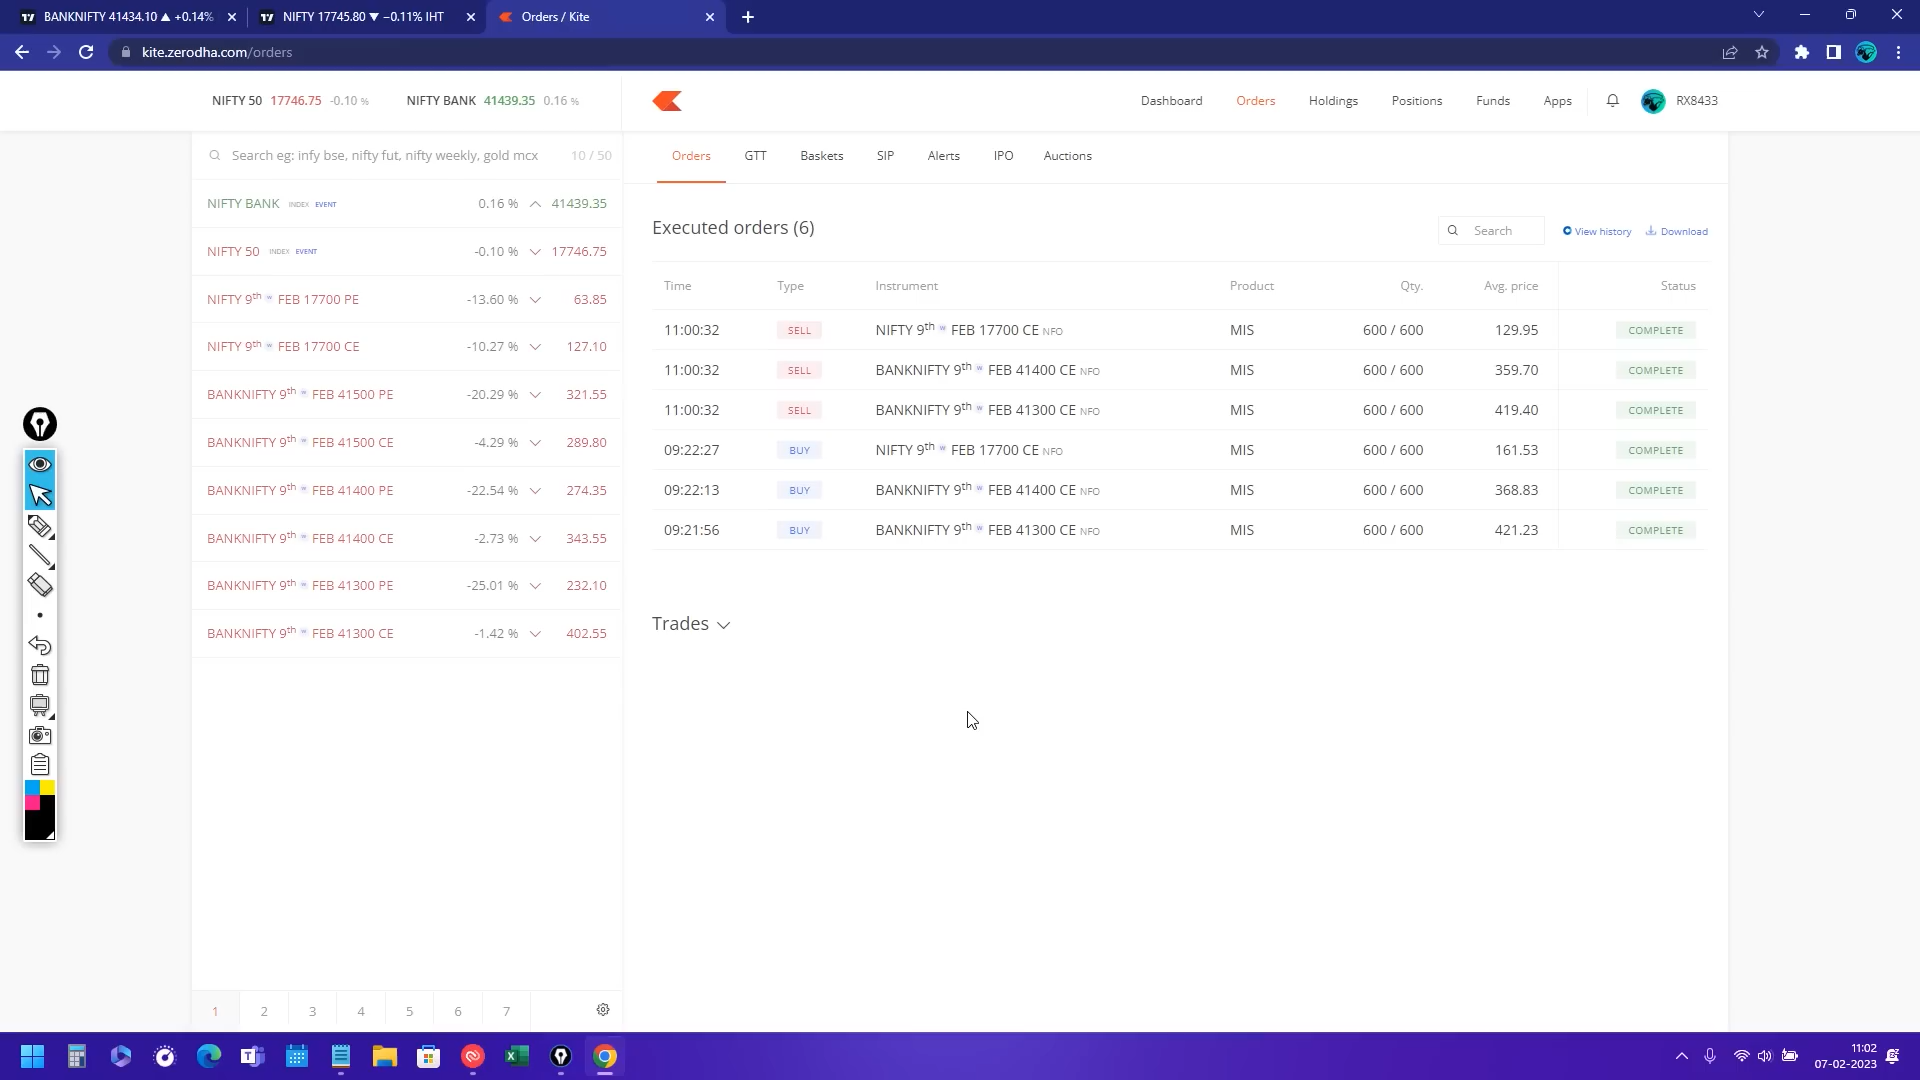 BANKNIFTY 41434.10 ▲ +0.14%
NIFTY 17745.80 ▼ −0.11% IHT
Orders / Kite
kite.zerodha.com/orders
NIFTY 50 17746.75 -0.10 %
NIFTY BANK 41439.35 0.16 %
Dashboard Orders Holdings Positions Funds Apps RX8433
Search eg: infy bse, nifty fut, nifty weekly, gold mcx 10 / 50
NIFTY BANK INDEX EVENT 0.16 % 41439.35
NIFTY 50 INDEX EVENT -0.10 % 17746.75
NIFTY 9th w FEB 17700 PE -13.60 % 63.85
NIFTY 9th w FEB 17700 CE -10.27 % 127.10
BANKNIFTY 9th w FEB 41500 PE -20.29 % 321.55
BANKNIFTY 9th w FEB 41500 CE -4.29 % 289.80
BANKNIFTY 9th w FEB 41400 PE -22.54 % 274.35
BANKNIFTY 9th w FEB 41400 CE -2.73 % 343.55
BANKNIFTY 9th w FEB 41300 PE -25.01 % 232.10
BANKNIFTY 9th w FEB 41300 CE -1.42 % 402.55
1 2 3 4 5 6 7
Orders GTT Baskets SIP Alerts IPO Auctions
Executed orders (6)
Search View history Download
Time Type Instrument Product Qty. Avg. price Status
11:00:32 SELL NIFTY 9th w FEB 17700 CE NFO MIS 600 / 600 129.95 COMPLETE
11:00:32 SELL BANKNIFTY 9th w FEB 41400 CE NFO MIS 600 / 600 359.70 COMPLETE
11:00:32 SELL BANKNIFTY 9th w FEB 41300 CE NFO MIS 600 / 600 419.40 COMPLETE
09:22:27 BUY NIFTY 9th w FEB 17700 CE NFO MIS 600 / 600 161.53 COMPLETE
09:22:13 BUY BANKNIFTY 9th w FEB 41400 CE NFO MIS 600 / 600 368.83 COMPLETE
09:21:56 BUY BANKNIFTY 9th w FEB 41300 CE NFO MIS 600 / 600 421.23 COMPLETE
Trades
11:02
07-02-2023